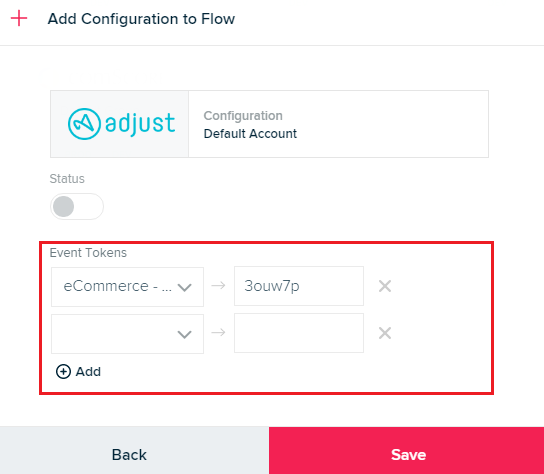 Add Configuration to Flow
adjust
Configuration
Default Account
Status
Event Tokens
eCommerce - ...
3ouw7p
Add
Back
Save